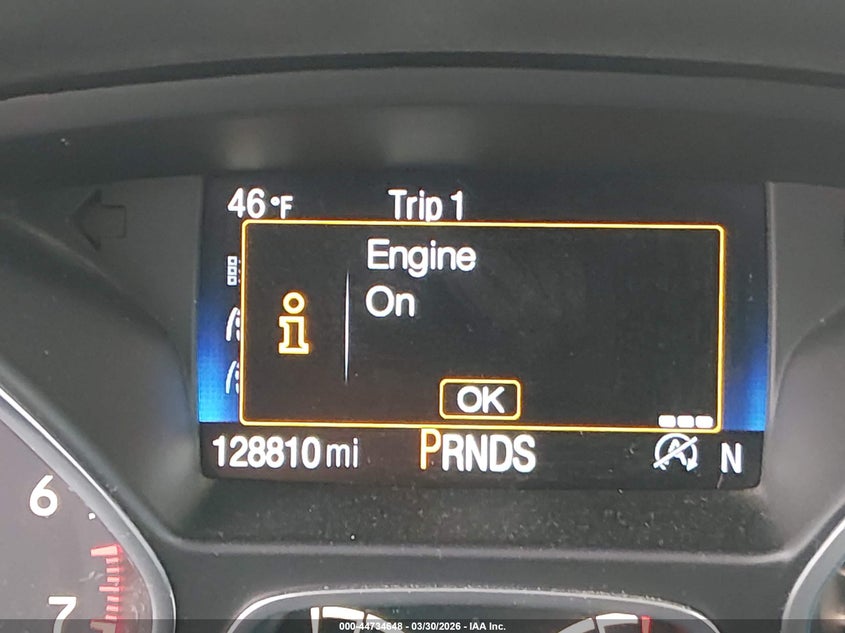 46°F Trip 1
Engine
On
OK
128810 mi PRNDS A N
6
7
000-44734648 - 03/30/2026 - IAA Inc.